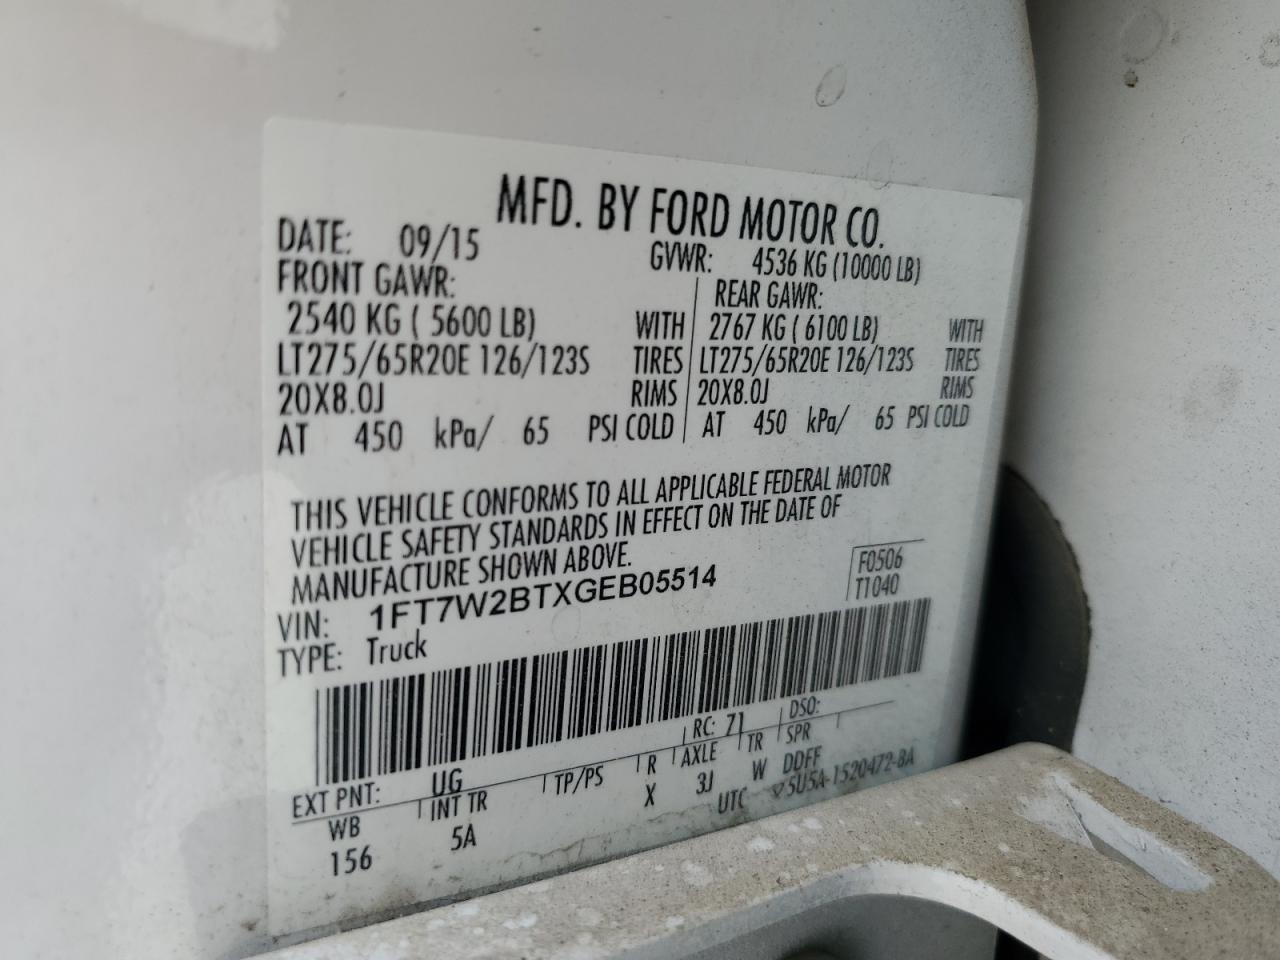 MFD. BY FORD MOTOR CO.
DATE: 09/15 GVWR: 4536 KG (10000 LB)
FRONT GAWR: REAR GAWR:
2540 KG ( 5600 LB) WITH 2767 KG ( 6100 LB) WITH
LT275/65R20E 126/123S TIRES LT275/65R20E 126/123S TIRES
20X8.0J RIMS 20X8.0J RIMS
AT 450 kPa/ 65 PSI COLD AT 450 kPa/ 65 PSI COLD
THIS VEHICLE CONFORMS TO ALL APPLICABLE FEDERAL MOTOR
VEHICLE SAFETY STANDARDS IN EFFECT ON THE DATE OF
MANUFACTURE SHOWN ABOVE.
F0506
VIN: 1FT7W2BTXGEB05514 T1040
TYPE: Truck
EXT PNT: UG RC: 71 DSO:
WB INT TR TP/PS R AXLE TR SPR
156 5A X 3J W DDFF
UTC 5U5A-1520472-BA